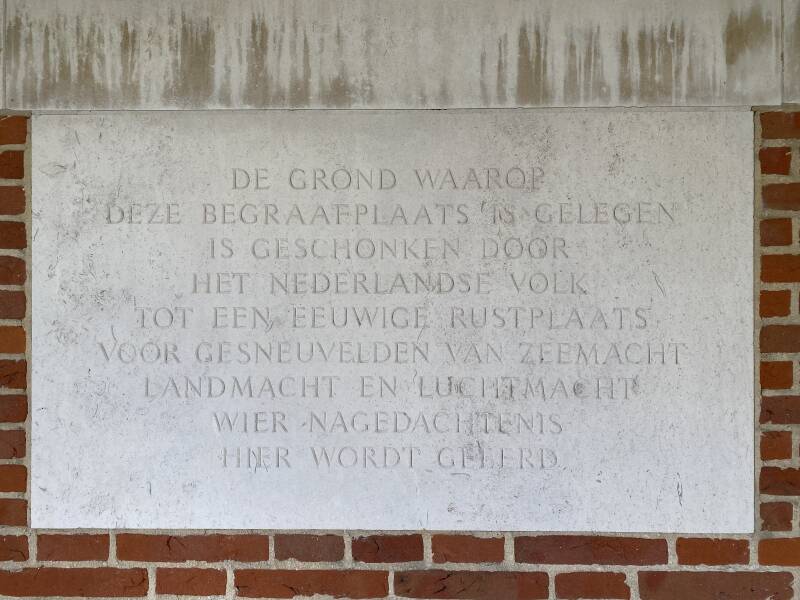 DE GROND WAAROP
DEZE BEGRAAFPLAATS IS GELEGEN
IS GESCHONKEN DOOR
HET NEDERLANDSE VOLK
TOT EEN EEUWIGE RUSTPLAATS
VOOR GESNEUVELDEN VAN ZEEMACHT
LANDMACHT EN LUCHTMACHT
WIER NAGEDACHTENIS
HIER WORDT GEEERD